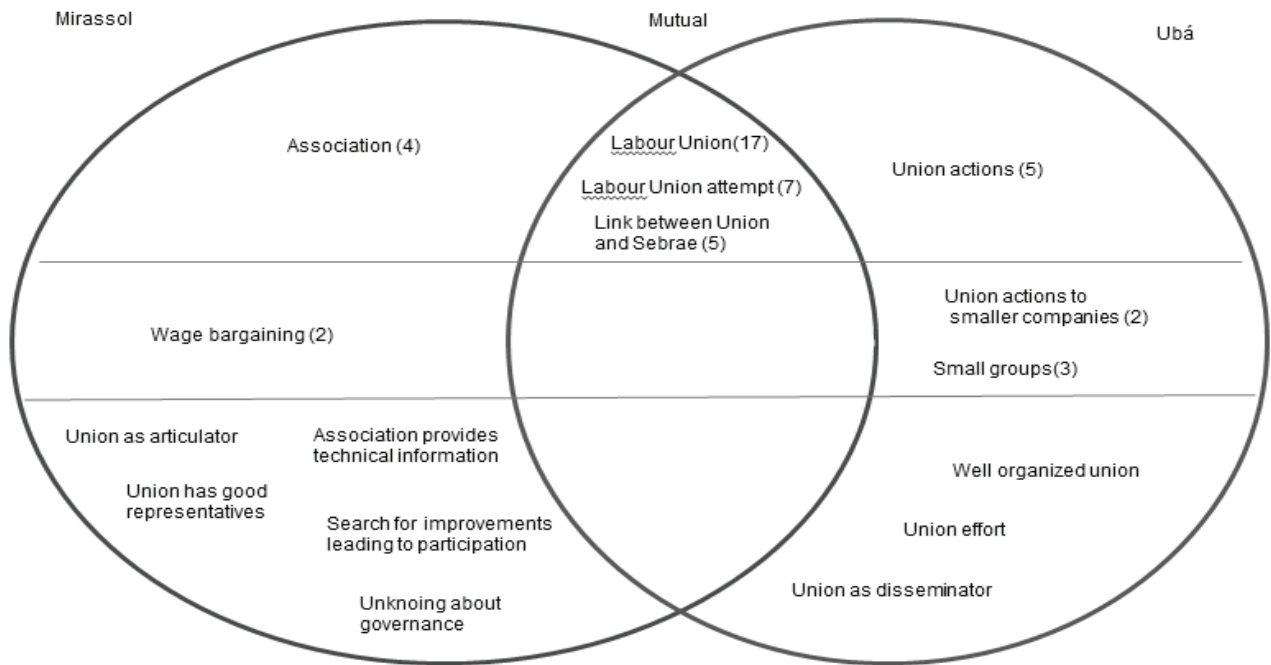 Mirassol
Mutual
Ubá
Association (4)
Labour Union(17)
Labour Union attempt (7)
Link between Union
and Sebrae (5)
Union actions (5)
Wage bargaining (2)
Union actions to
smaller companies (2)
Small groups(3)
Union as articulator
Union has good
representatives
Association provides
technical information
Search for improvements
leading to participation
Unknoing about
governance
Well organized union
Union effort
Union as disseminator